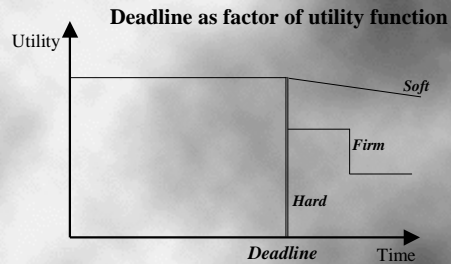 Deadline as factor of utility function
Utility
Soft
Firm
Hard
Deadline
Time